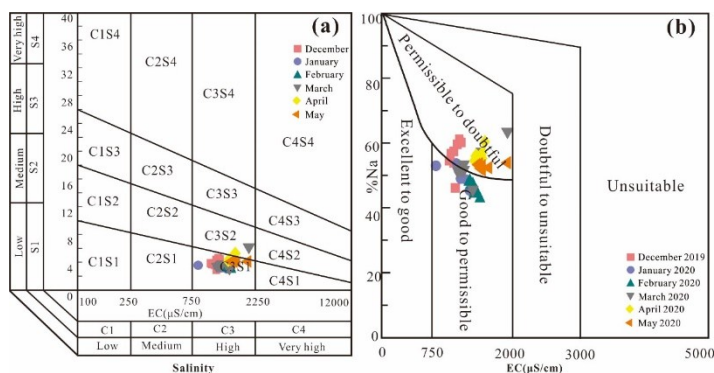 (a)
Very high
S4
High
S3
Medium
S2
Low
S1
40
36
32
28
24
20
16
12
8
4
0
C1S4
C2S4
C3S4
C4S4
C1S3
C2S3
C3S3
C4S3
C1S2
C2S2
C3S2
C4S2
C1S1
C2S1
C3S1
C4S1
December
January
February
March
April
May
100 250 750 2250 12000
EC(μS/cm)
C1 C2 C3 C4
Low Medium High Very high
Salinity
(b)
%Na
100
80
60
40
20
0
Excellent to good
Good to permissible
Permissible to doubtful
Doubtful to unsuitable
Unsuitable
December 2019
January 2020
February 2020
March 2020
April 2020
May 2020
0 750 2000 3000 5000
EC(μS/cm)